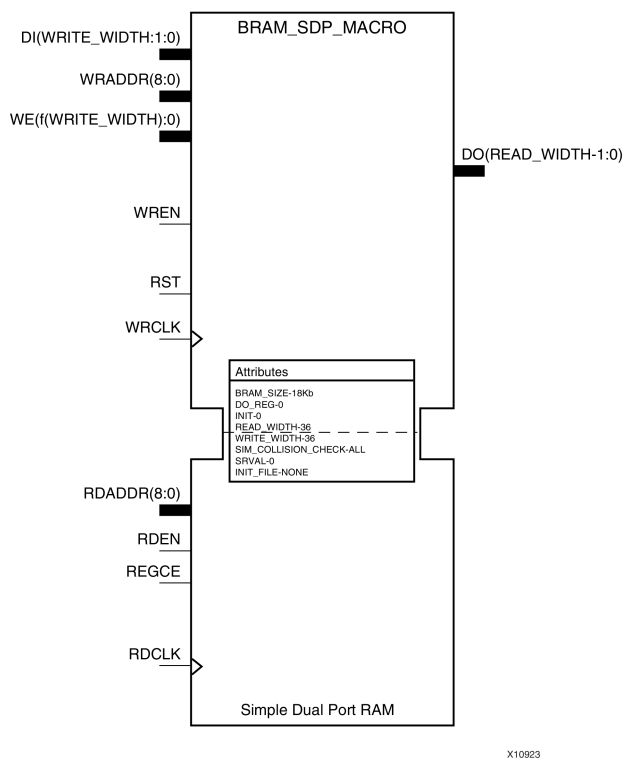 BRAM_SDP_MACRO
DI(WRITE_WIDTH:1:0)
WRADDR(8:0)
WE(f(WRITE_WIDTH):0)
DO(READ_WIDTH-1:0)
WREN
RST
WRCLK
Attributes
BRAM_SIZE-18Kb
DO_REG-0
INIT-0
READ_WIDTH-36
WRITE_WIDTH-36
SIM_COLLISION_CHECK-ALL
SRVAL-0
INIT_FILE-NONE
RDADDR(8:0)
RDEN
REGCE
RDCLK
Simple Dual Port RAM
X10923